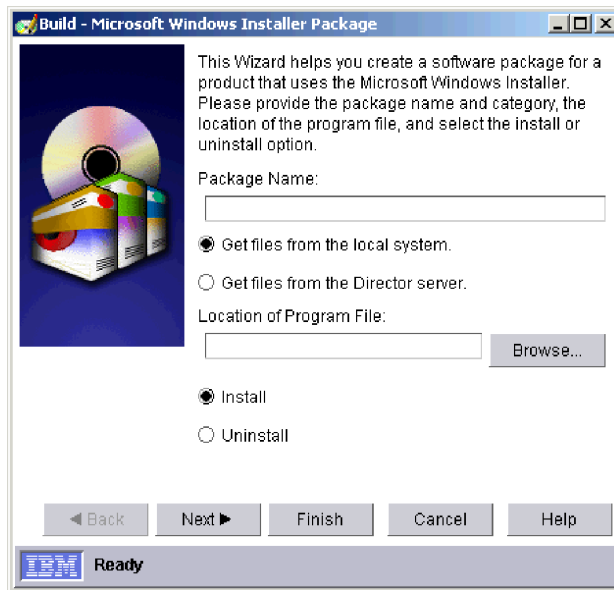 Build - Microsoft Windows Installer Package
This Wizard helps you create a software package for a
product that uses the Microsoft Windows Installer.
Please provide the package name and category, the
location of the program file, and select the install or
uninstall option.
Package Name:
Get files from the local system.
Get files from the Director server.
Location of Program File:
Browse...
Install
Uninstall
Back Next Finish Cancel Help
IBM Ready